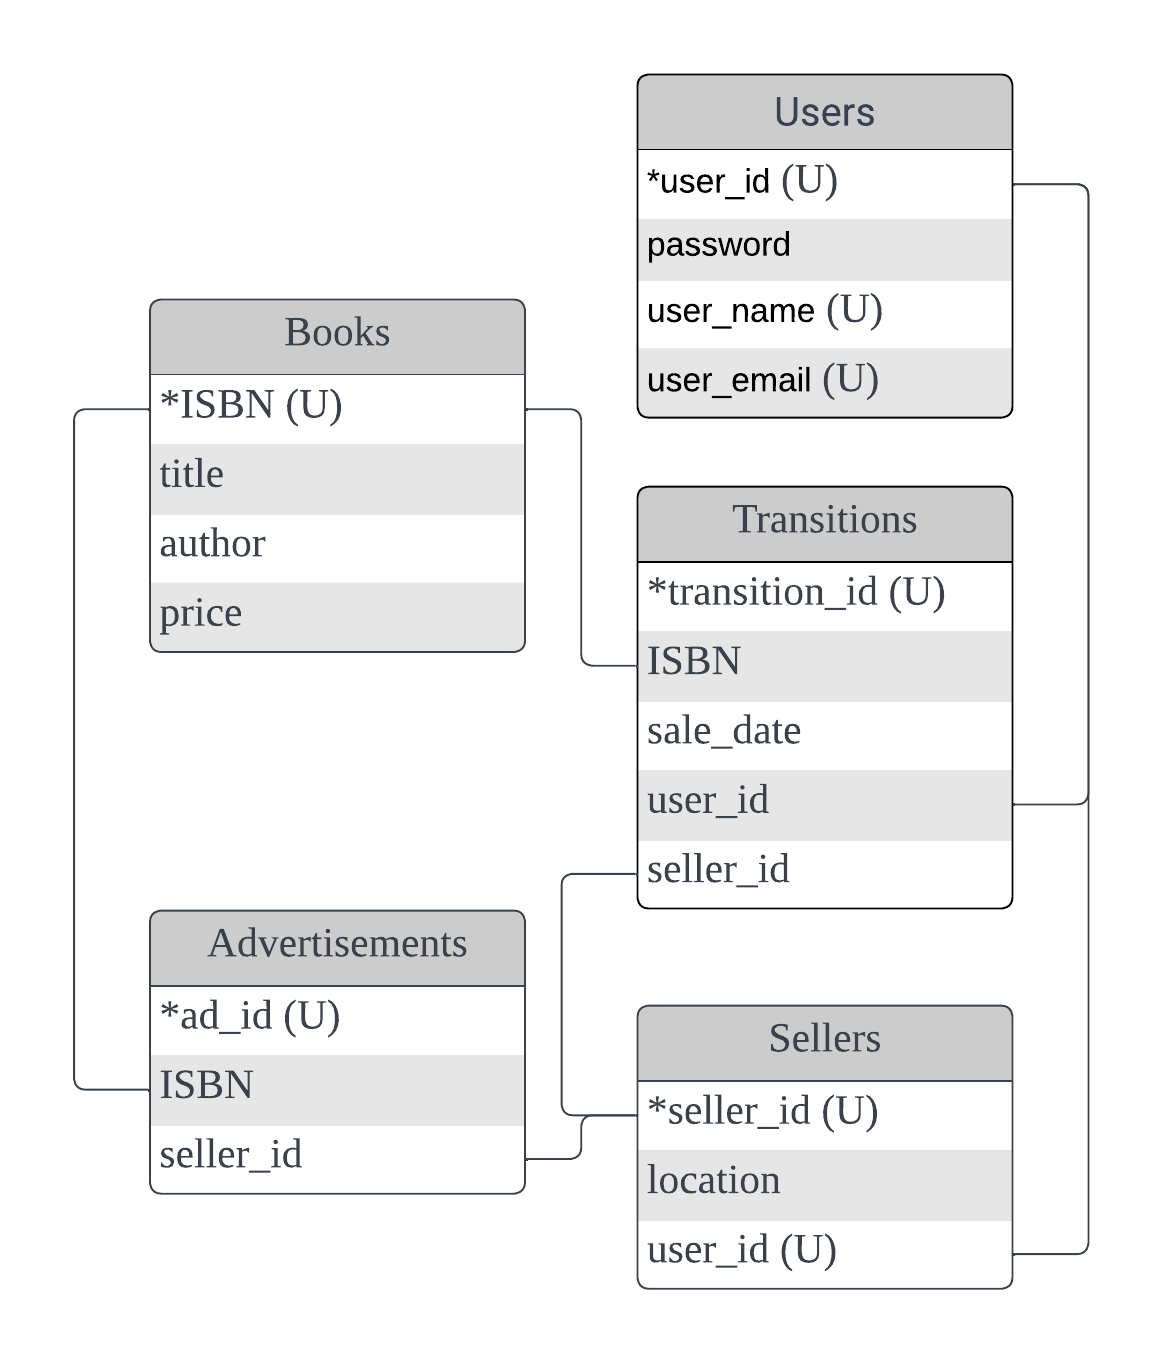 Users
*user_id (U)
password
user_name (U)
user_email (U)
Books
*ISBN (U)
title
author
price
Transitions
*transition_id (U)
ISBN
sale_date
user_id
seller_id
Advertisements
*ad_id (U)
ISBN
seller_id
Sellers
*seller_id (U)
location
user_id (U)